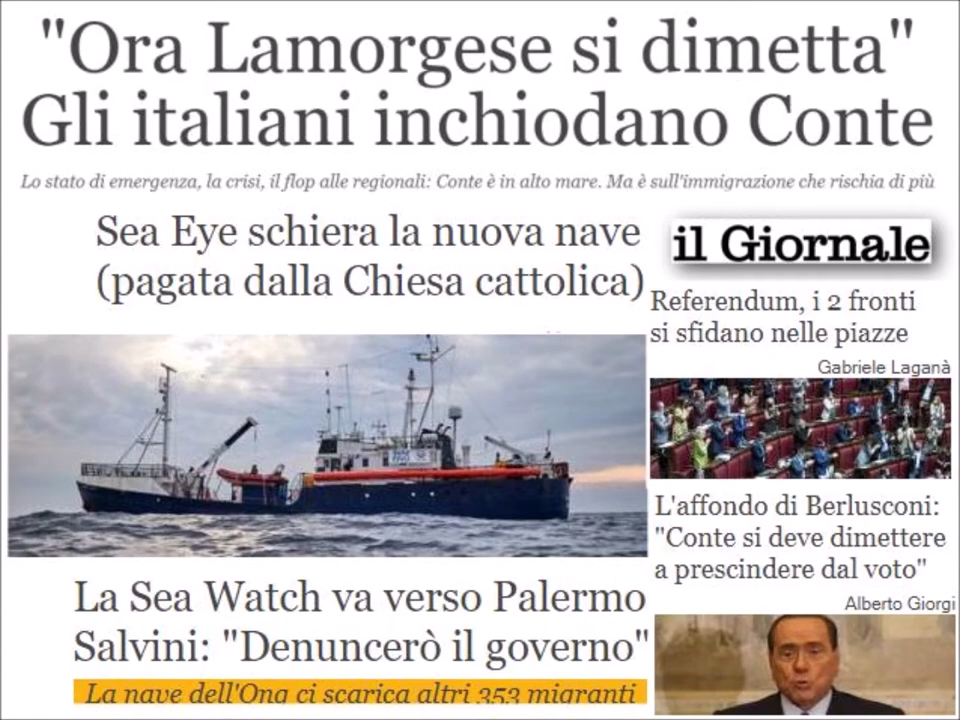 "Ora Lamorgese si dimetta"
Gli italiani inchiodano Conte
Lo stato di emergenza, la crisi, il flop alle regionali: Conte è in alto mare. Ma è sull'immigrazione che rischia di più
Sea Eye schiera la nuova nave
(pagata dalla Chiesa cattolica)
il Giornale
Referendum, i 2 fronti
si sfidano nelle piazze
Gabriele Laganà
L'affondo di Berlusconi:
"Conte si deve dimettere
a prescindere dal voto"
Alberto Giorgi
La Sea Watch va verso Palermo
Salvini: "Denuncerò il governo"
La nave dell'Ong ci scarica altri 353 migranti